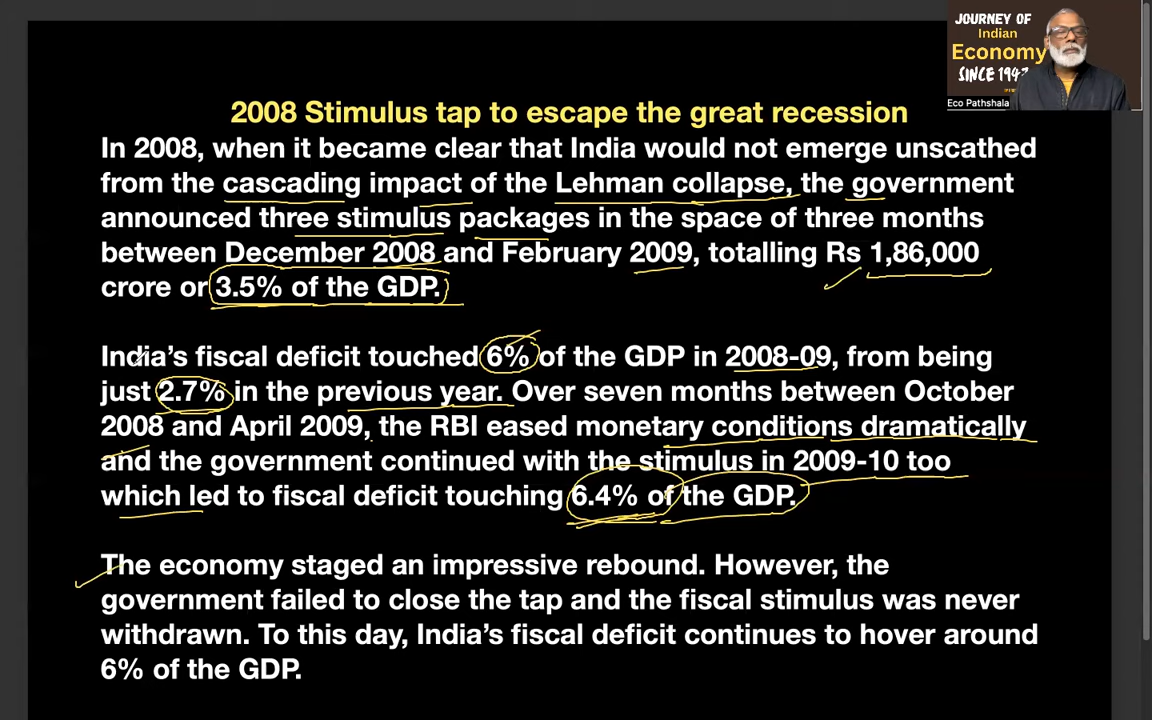 JOURNEY OF
Indian
Economy
SINCE 1947
Eco Pathshala
2008 Stimulus tap to escape the great recession
In 2008, when it became clear that India would not emerge unscathed
from the cascading impact of the Lehman collapse, the government
announced three stimulus packages in the space of three months
between December 2008 and February 2009, totalling Rs 1,86,000
crore or 3.5% of the GDP.
India's fiscal deficit touched 6% of the GDP in 2008-09, from being
just 2.7% in the previous year. Over seven months between October
2008 and April 2009, the RBI eased monetary conditions dramatically
and the government continued with the stimulus in 2009-10 too
which led to fiscal deficit touching 6.4% of the GDP.
The economy staged an impressive rebound. However, the
government failed to close the tap and the fiscal stimulus was never
withdrawn. To this day, India's fiscal deficit continues to hover around
6% of the GDP.